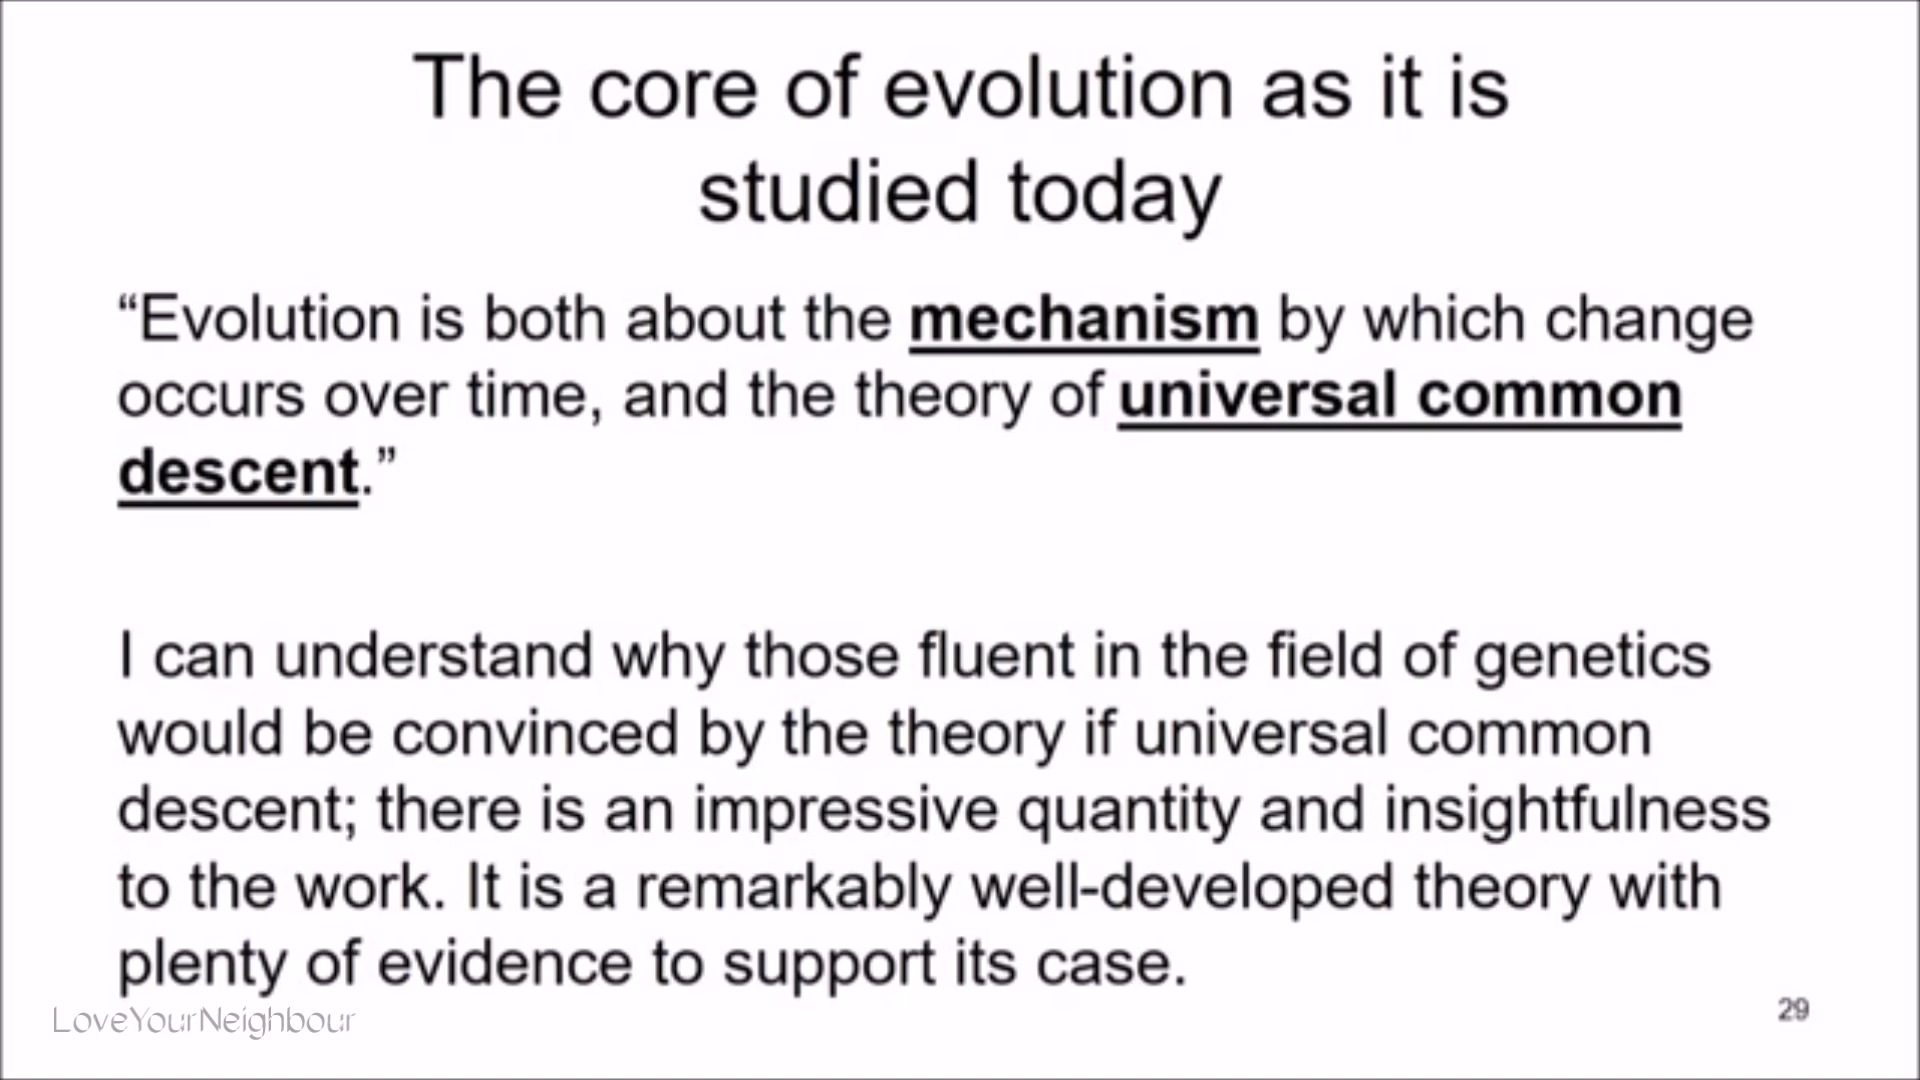 The core of evolution as it is
studied today
“Evolution is both about the mechanism by which change
occurs over time, and the theory of universal common
descent.”
I can understand why those fluent in the field of genetics
would be convinced by the theory if universal common
descent; there is an impressive quantity and insightfulness
to the work. It is a remarkably well-developed theory with
plenty of evidence to support its case.
LoveYourNeighbour
29